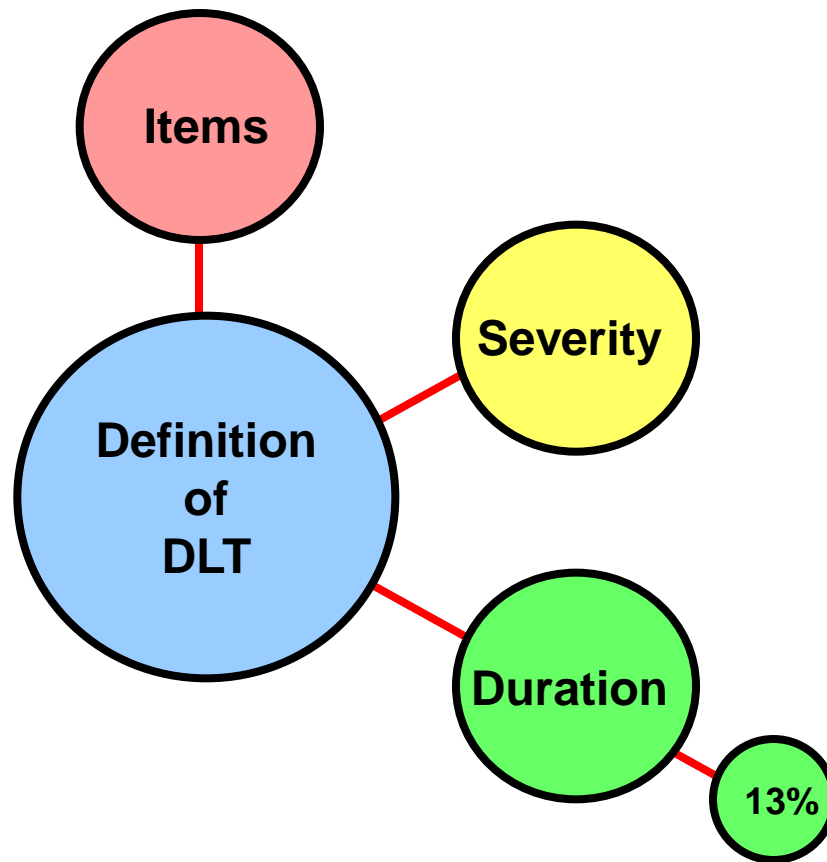 Items
Severity
Definition
of
DLT
Duration
13%